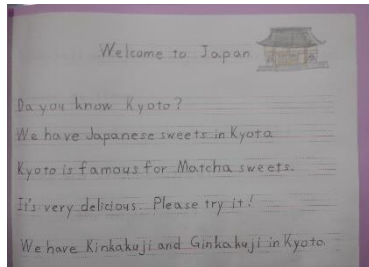 Welcome to Japan
Do you know Kyoto?
We have Japanese sweets in Kyoto
Kyoto is famous for Matcha sweets.
It's very delicious. Please try it!
We have Kinkakuji and Ginkakuji in Kyoto